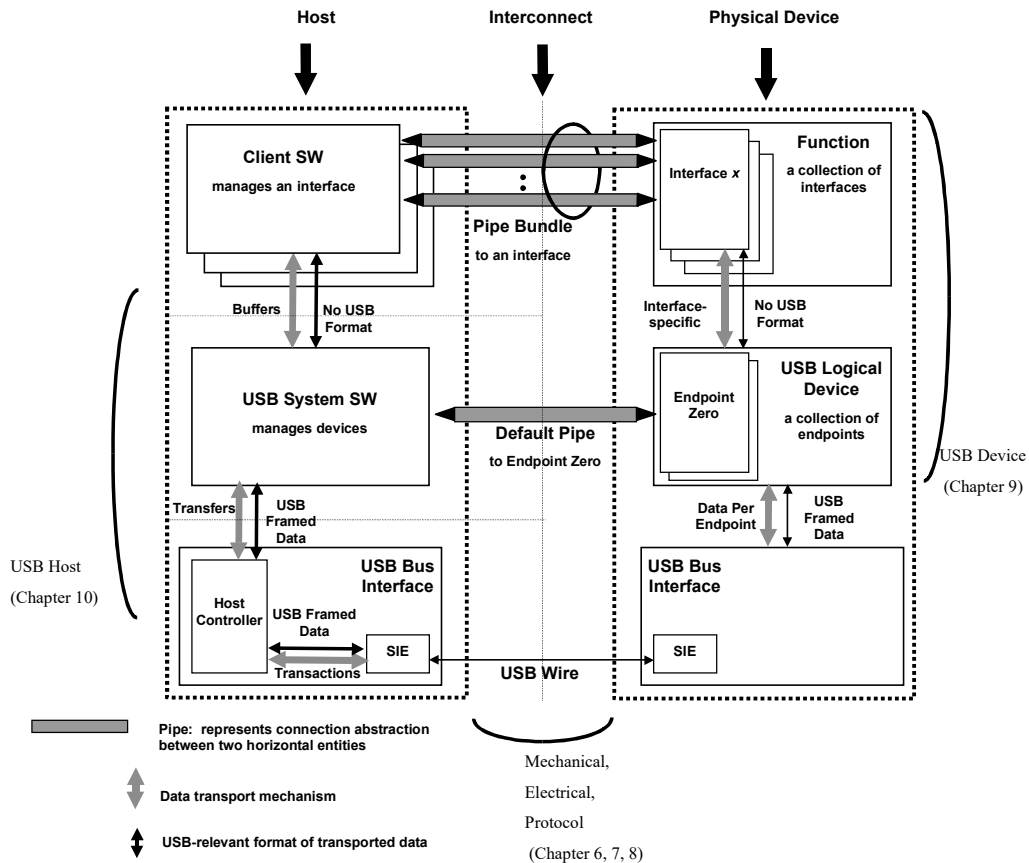 Host
Interconnect
Physical Device
Client SW
manages an interface
Pipe Bundle
to an interface
Interface x
Function
a collection of
interfaces
Buffers
No USB
Format
Interface-
specific
No USB
Format
USB System SW
manages devices
Default Pipe
to Endpoint Zero
Endpoint
Zero
USB Logical
Device
a collection of
endpoints
USB Device
(Chapter 9)
Transfers
USB
Framed
Data
Data Per
Endpoint
USB
Framed
Data
USB Host
(Chapter 10)
USB Bus
Interface
Host
Controller
USB Framed
Data
Transactions
SIE
USB Wire
USB Bus
Interface
SIE
Pipe: represents connection abstraction
between two horizontal entities
Data transport mechanism
USB-relevant format of transported data
Mechanical,
Electrical,
Protocol
(Chapter 6, 7, 8)